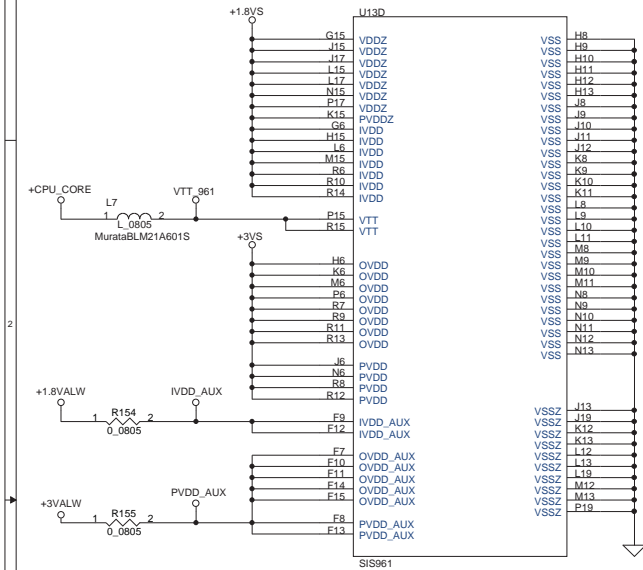 +1.8VS
U13D
G15 VDDZ
J15 VDDZ
J17 VDDZ
L15 VDDZ
L17 VDDZ
N15 VDDZ
P17 VDDZ
K15 PVDDZ
G6 IVDD
H15 IVDD
L6 IVDD
M15 IVDD
R6 IVDD
R10 IVDD
R14 IVDD
VSS H8
VSS H9
VSS H10
VSS H11
VSS H12
VSS H13
VSS J8
VSS J9
VSS J10
VSS J11
VSS J12
VSS K8
VSS K9
VSS K10
VSS K11
VSS L8
VSS L9
VSS L10
VSS L11
VSS M8
VSS M9
VSS M10
VSS M11
VSS N8
VSS N9
VSS N10
VSS N11
VSS N12
VSS N13
+CPU_CORE
L7
VTT_961
1 2
L_0805
MurataBLM21A601S
P15 VTT
R15 VTT
+3VS
H6 OVDD
K6 OVDD
M6 OVDD
P6 OVDD
R7 OVDD
R9 OVDD
R11 OVDD
R13 OVDD
J6 PVDD
N6 PVDD
R8 PVDD
R12 PVDD
2
+1.8VALW
IVDD_AUX
R154
1 2
0_0805
F9 IVDD_AUX
F12 IVDD_AUX
F7 OVDD_AUX
F10 OVDD_AUX
F11 OVDD_AUX
F14 OVDD_AUX
F15 OVDD_AUX
VSSZ J13
VSSZ J19
VSSZ K12
VSSZ K13
VSSZ L12
VSSZ L13
VSSZ L19
VSSZ M12
VSSZ M13
VSSZ P19
+3VALW
PVDD_AUX
R155
1 2
0_0805
F8 PVDD_AUX
F13 PVDD_AUX
SIS961